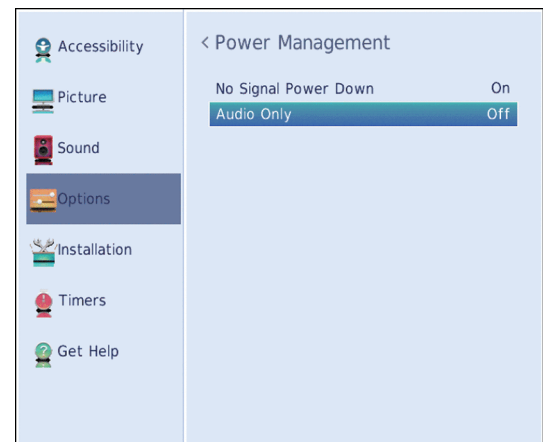 Accessibility
Picture
Sound
Options
Installation
Timers
Get Help
< Power Management
No Signal Power Down On
Audio Only Off